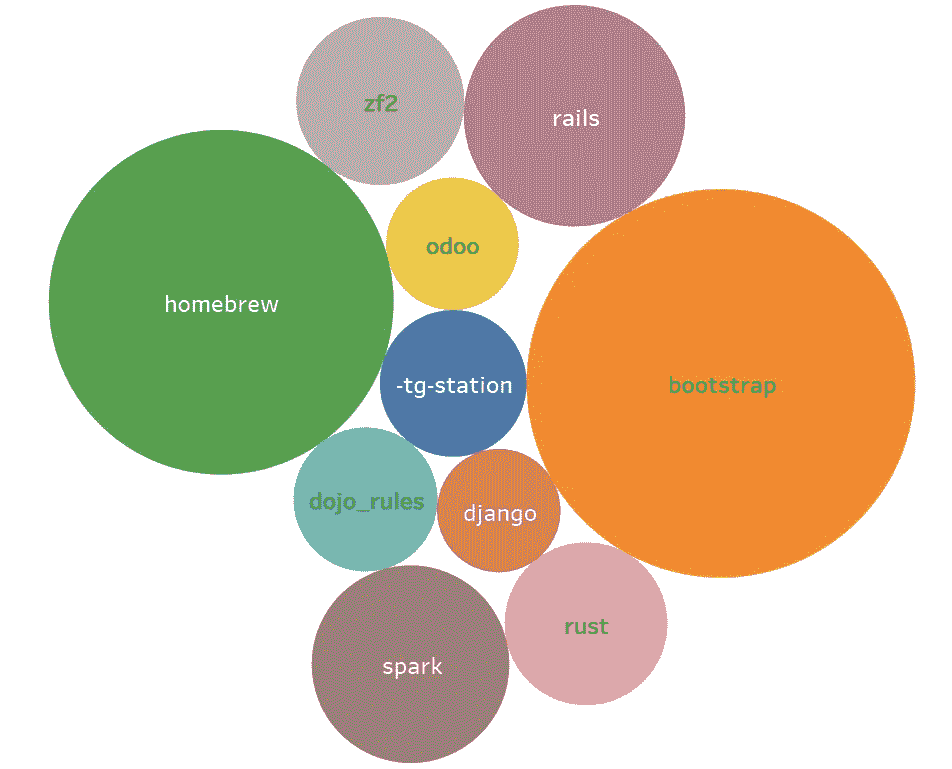 zf2
rails
odoo
homebrew
-tg-station
bootstrap
dojo_rules
django
rust
spark